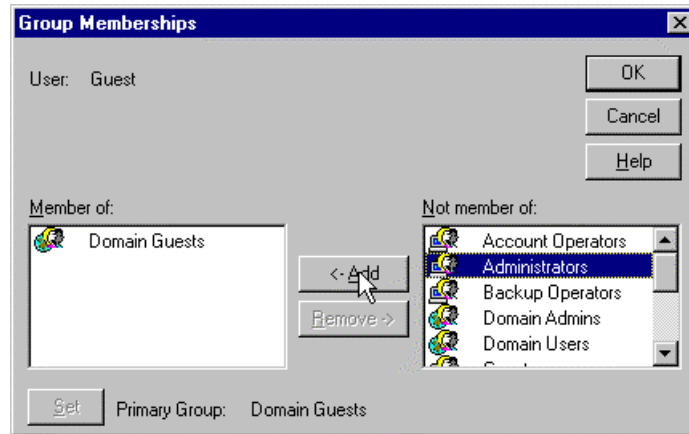 Group Memberships
User: Guest
OK
Cancel
Help
Member of:
Not member of:
Domain Guests
<- Add
Remove ->
Account Operators
Administrators
Backup Operators
Domain Admins
Domain Users
Set
Primary Group: Domain Guests